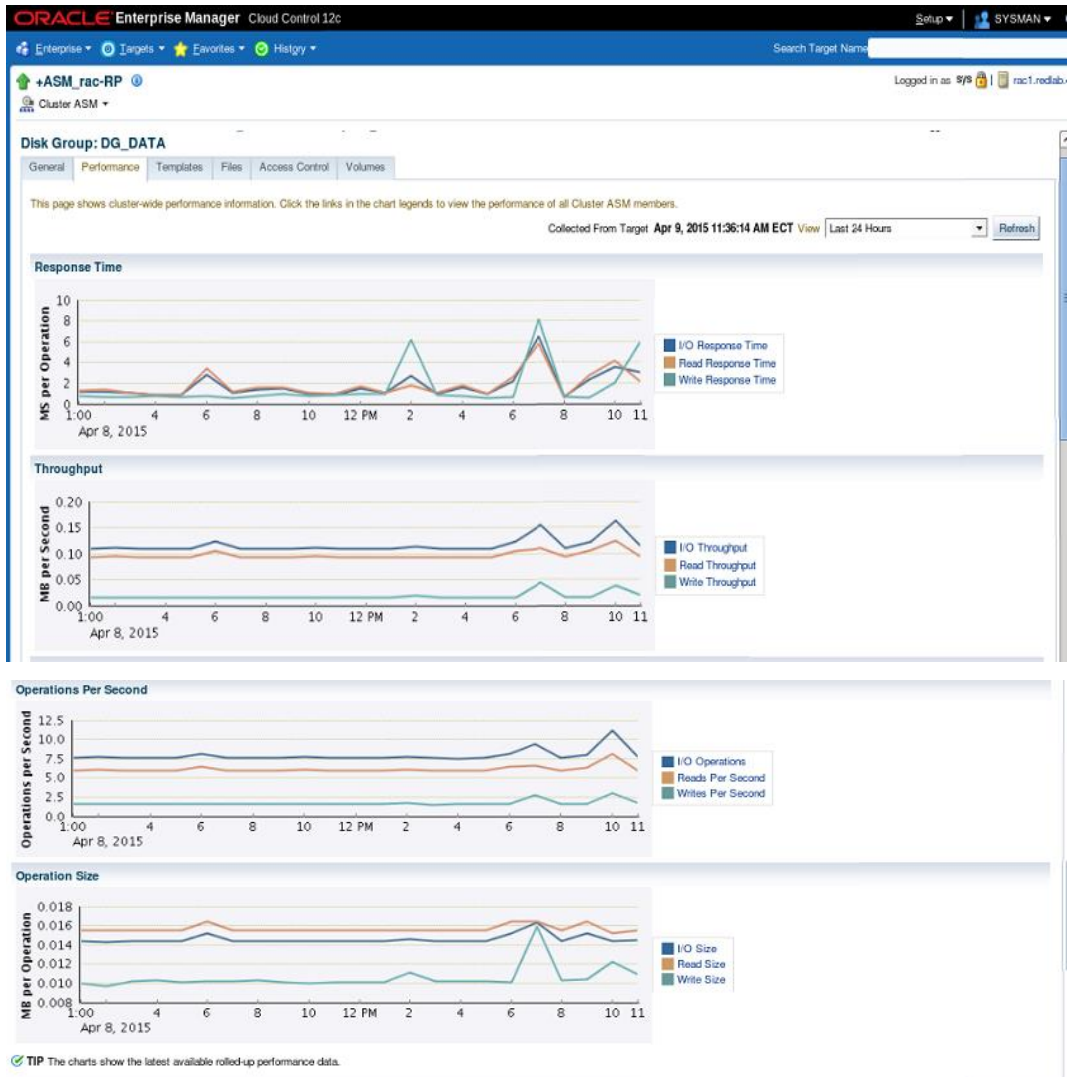 ORACLE Enterprise Manager Cloud Control 12c
Setup SYSMAN
Enterprise Targets Favorites History Search Target Name
+ASM_rac-RP Logged in as sys rac1.redlab.
Cluster ASM
Disk Group: DG_DATA
General Performance Templates Files Access Control Volumes
This page shows cluster-wide performance information. Click the links in the chart legends to view the performance of all Cluster ASM members.
Collected From Target Apr 9, 2015 11:36:14 AM ECT View Last 24 Hours Refresh
Response Time
MS per Operation
10
8
6
4
2
0
1:00 4 6 8 10 12 PM 2 4 6 8 10 11
Apr 8, 2015
I/O Response Time
Read Response Time
Write Response Time
Throughput
MB per Second
0.20
0.15
0.10
0.05
0.00
1:00 4 6 8 10 12 PM 2 4 6 8 10 11
Apr 8, 2015
I/O Throughput
Read Throughput
Write Throughput
Operations Per Second
Operations per Second
12.5
10.0
7.5
5.0
2.5
0.0
1:00 4 6 8 10 12 PM 2 4 6 8 10 11
Apr 8, 2015
I/O Operations
Reads Per Second
Writes Per Second
Operation Size
MB per Operation
0.018
0.016
0.014
0.012
0.010
0.008
1:00 4 6 8 10 12 PM 2 4 6 8 10 11
Apr 8, 2015
I/O Size
Read Size
Write Size
TIP The charts show the latest available rolled-up performance data.